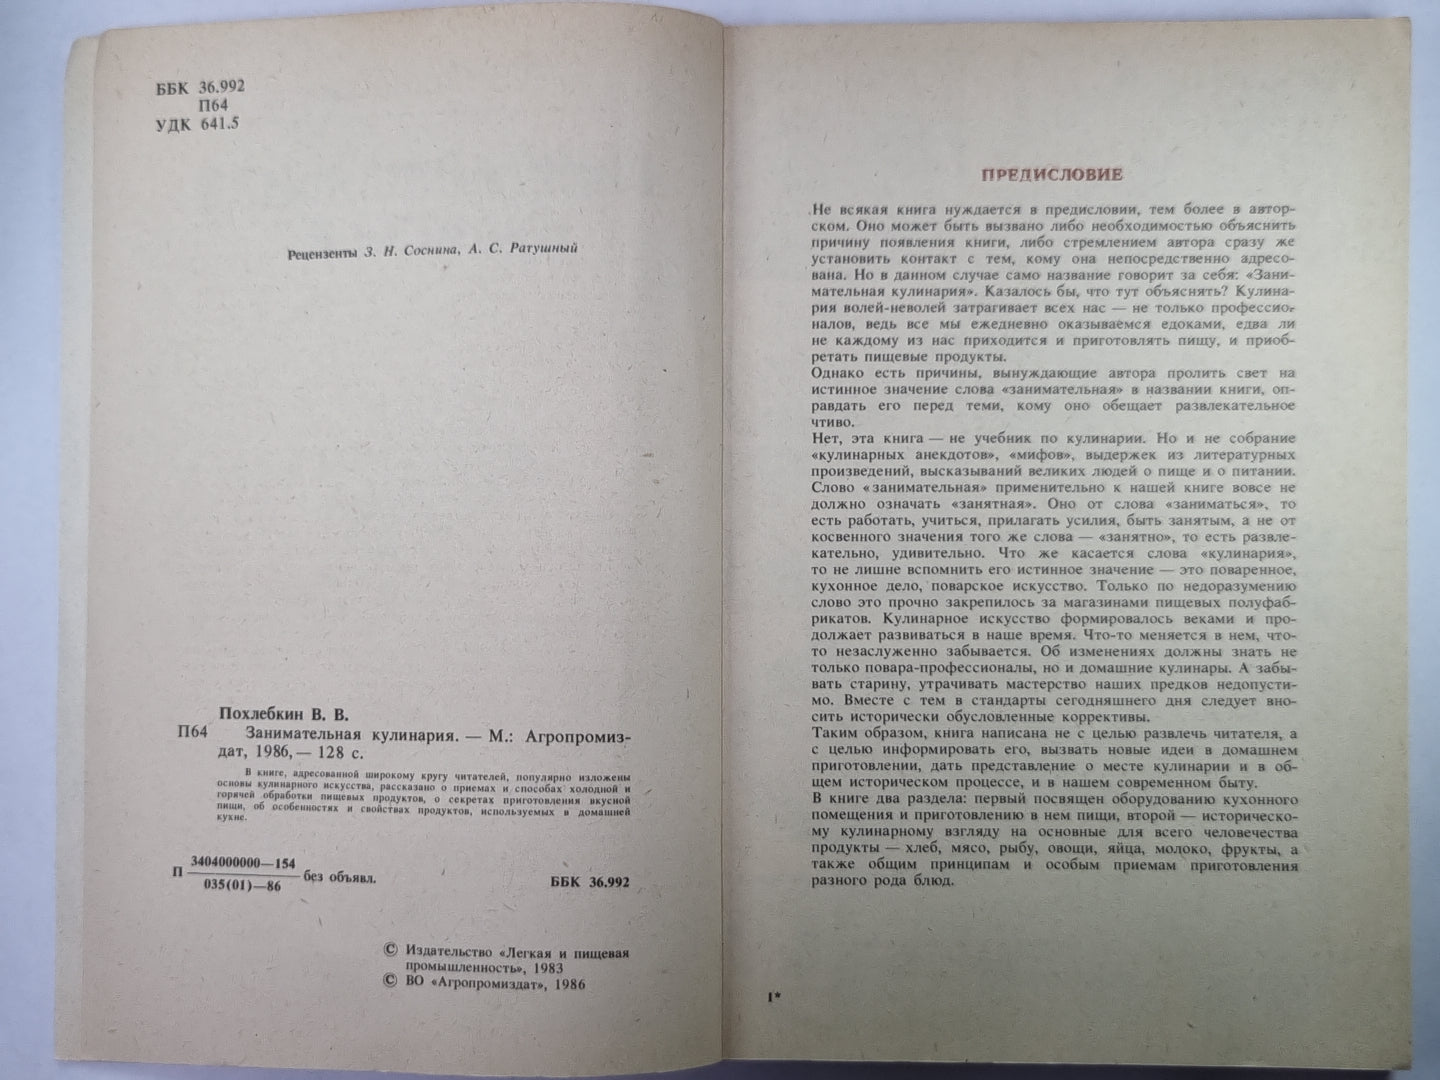 ББК 36.992
П64
УДК 641.5
Рецензенты З. Н. Соснина, А. С. Ратушный
Похлебкин В. В.
П64 Занимательная кулинария. — М.: Агропромиз-
дат, 1986, — 128 с.
В книге, адресованной широкому кругу читателей, популярно изложены
основы кулинарного искусства, рассказано о приемах и способах холодной и
горячей обработки пищевых продуктов, о секретах приготовления вкусной
пищи, об особенностях и свойствах продуктов, используемых в домашней
кухне.
3404000000—154
П без объявл.
035(01)—86
ББК 36.992
© Издательство «Легкая и пищевая
промышленность», 1983
© ВО «Агропромиздат», 1986
ПРЕДИСЛОВИЕ
Не всякая книга нуждается в предисловии, тем более в автор-
ском. Оно может быть вызвано либо необходимостью объяснить
причину появления книги, либо стремлением автора сразу же
установить контакт с тем, кому она непосредственно адресо-
вана. Но в данном случае само название говорит за себя: «Зани-
мательная кулинария». Казалось бы, что тут объяснять? Кулина-
рия волей-неволей затрагивает всех нас — не только профессио-
налов, ведь все мы ежедневно оказываемся едоками, едва ли
не каждому из нас приходится и приготовлять пищу, и приоб-
ретать пищевые продукты.
Однако есть причины, вынуждающие автора пролить свет на
истинное значение слова «занимательная» в названии книги, оп-
равдать его перед теми, кому оно обещает развлекательное
чтиво.
Нет, эта книга — не учебник по кулинарии. Но и не собрание
«кулинарных анекдотов», «мифов», выдержек из литературных
произведений, высказываний великих людей о пище и о питании.
Слово «занимательная» применительно к нашей книге вовсе не
должно означать «занятная». Оно от слова «заниматься», то
есть работать, учиться, прилагать усилия, быть занятым, а не от
косвенного значения того же слова — «занятно», то есть развле-
кательно, удивительно. Что же касается слова «кулинария»,
то не лишне вспомнить его истинное значение — это поваренное,
кухонное дело, поварское искусство. Только по недоразумению
слово это прочно закрепилось за магазинами пищевых полуфаб-
рикатов. Кулинарное искусство формировалось веками и про-
должает развиваться в наше время. Что-то меняется в нем, что-
то незаслуженно забывается. Об изменениях должны знать не
только повара-профессионалы, но и домашние кулинары. А забы-
вать старину, утрачивать мастерство наших предков недопусти-
мо. Вместе с тем в стандарты сегодняшнего дня следует вно-
сить исторически обусловленные коррективы.
Таким образом, книга написана не с целью развлечь читателя, а
с целью информировать его, вызвать новые идеи в домашнем
приготовлении, дать представление о месте кулинарии и в об-
щем историческом процессе, и в нашем современном быту.
В книге два раздела: первый посвящен оборудованию кухонного
помещения и приготовлению в нем пищи, второй — историческо-
му кулинарному взгляду на основные для всего человечества
продукты — хлеб, мясо, рыбу, овощи, яйца, молоко, фрукты, а
также общим принципам и особым приемам приготовления
разного рода блюд.
1*